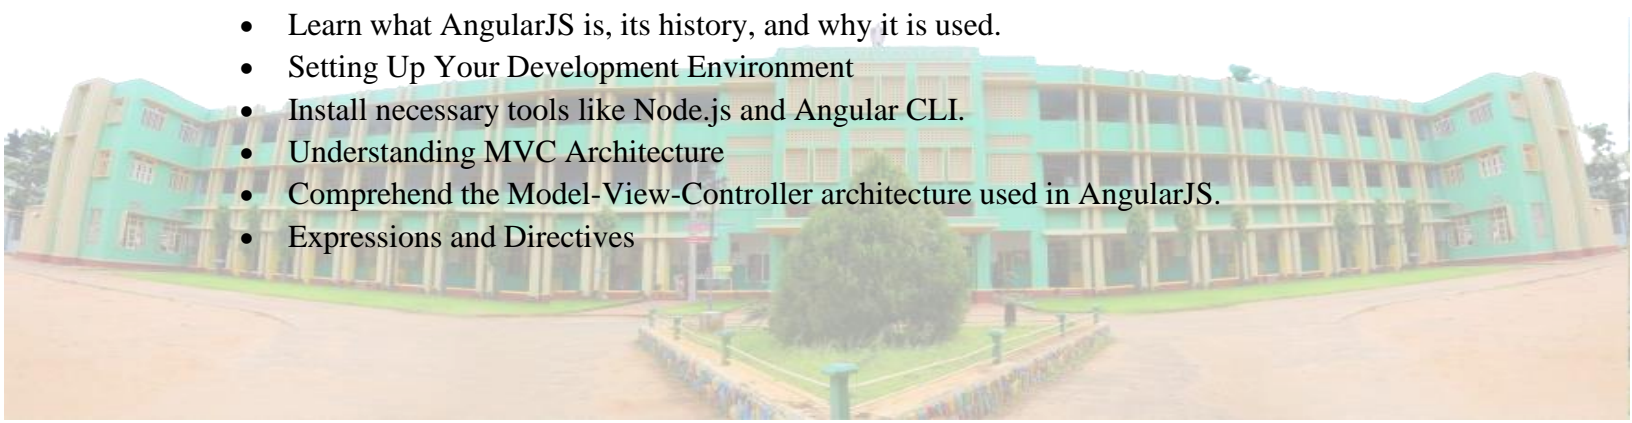 • Learn what AngularJS is, its history, and why it is used.
• Setting Up Your Development Environment
• Install necessary tools like Node.js and Angular CLI.
• Understanding MVC Architecture
• Comprehend the Model-View-Controller architecture used in AngularJS.
• Expressions and Directives